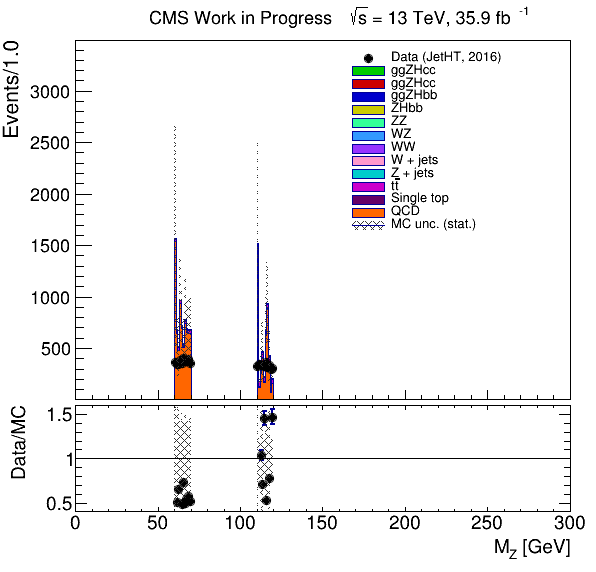 CMS Work in Progress √s = 13 TeV, 35.9 fb -1
Events/1.0
3000
2500
2000
1500
1000
500
Data (JetHT, 2016)
ggZHcc
ggZHcc
ggZHbb
ZHbb
ZZ
WZ
WW
W + jets
Z + jets
tt̅
Single top
QCD
MC unc. (stat.)
Data/MC
1.5
1
0.5
0 50 100 150 200 250 300
M_Z [GeV]